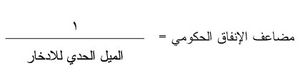 مضاعف الإنفاق الحكومي = ١
الميل الحدي للادخار